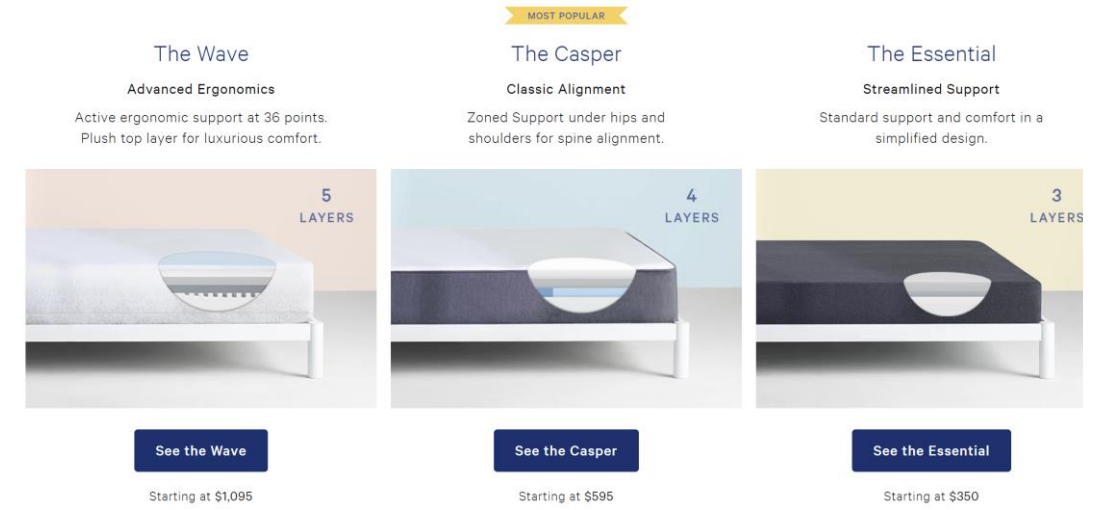 MOST POPULAR
The Wave
Advanced Ergonomics
Active ergonomic support at 36 points.
Plush top layer for luxurious comfort.
5
LAYERS
See the Wave
Starting at $1,095
The Casper
Classic Alignment
Zoned Support under hips and
shoulders for spine alignment.
4
LAYERS
See the Casper
Starting at $595
The Essential
Streamlined Support
Standard support and comfort in a
simplified design.
3
LAYERS
See the Essential
Starting at $350